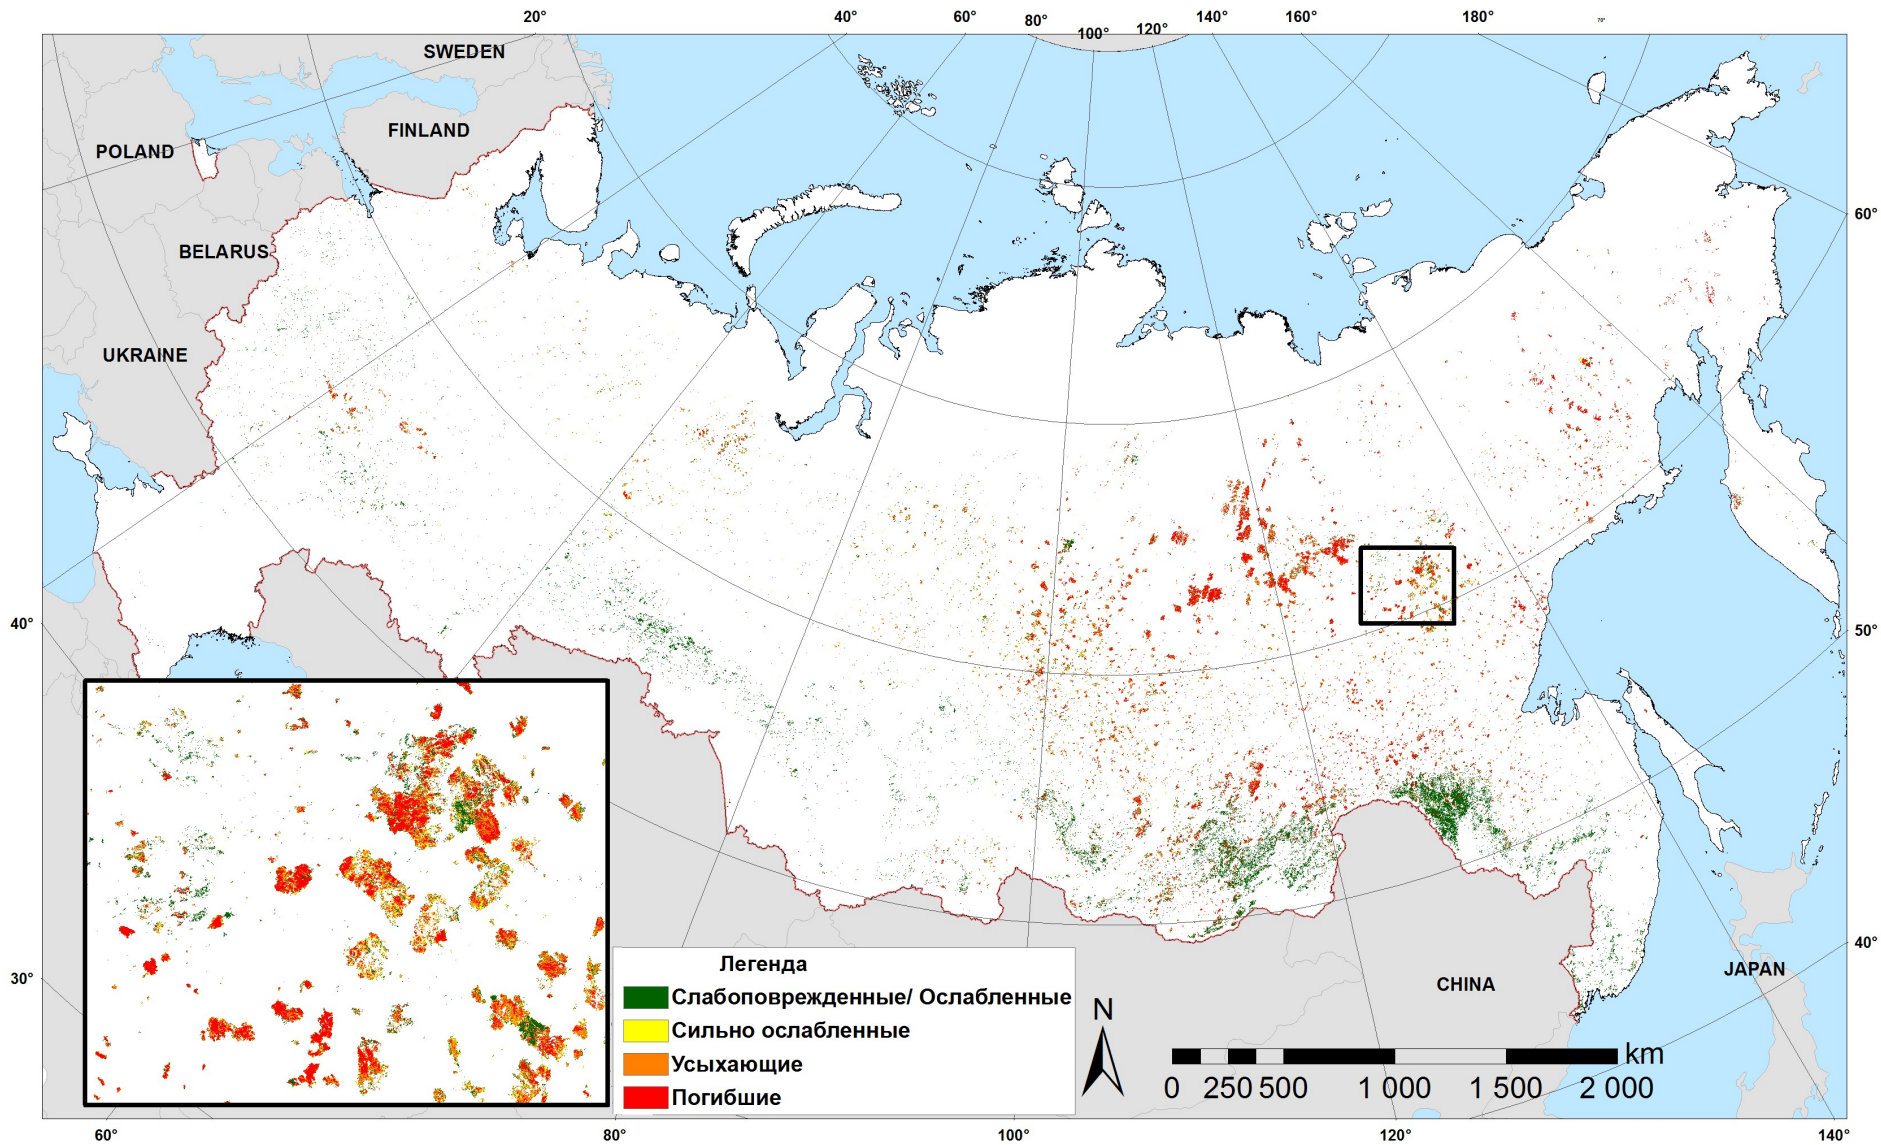 20° 40° 60° 80° 100° 120° 140° 160° 180° 70°
SWEDEN
FINLAND
POLAND
60°
BELARUS
UKRAINE
40° 50°
40°
Легенда
JAPAN
30° CHINA
Слабоповрежденные/ Ослабленные
N
Сильно ослабленные
km
Усыхающие
0 250 500 1 000 1 500 2 000
Погибшие
60° 80° 100° 120° 140°